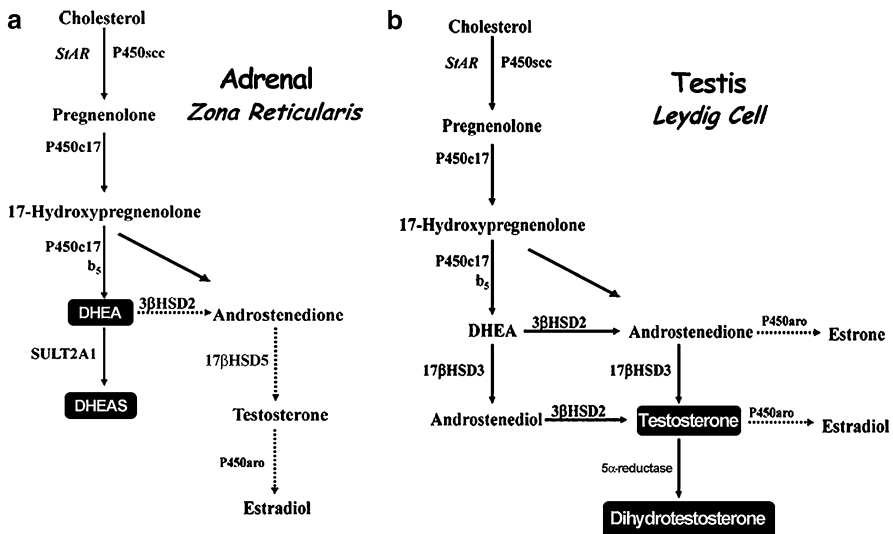 a
Cholesterol
StAR P450scc
Adrenal
Zona Reticularis
Pregnenolone
P450c17
17-Hydroxypregnenolone
P450c17
b5
DHEA 3βHSD2 Androstenedione
SULT2A1 17βHSD5
DHEAS Testosterone
P450aro
Estradiol
b
Cholesterol
StAR P450scc
Testis
Leydig Cell
Pregnenolone
P450c17
17-Hydroxypregnenolone
P450c17
b5
DHEA 3βHSD2 Androstenedione P450aro Estrone
17βHSD3 17βHSD3
Androstenediol 3βHSD2 Testosterone P450aro Estradiol
5α-reductase
Dihydrotestosterone